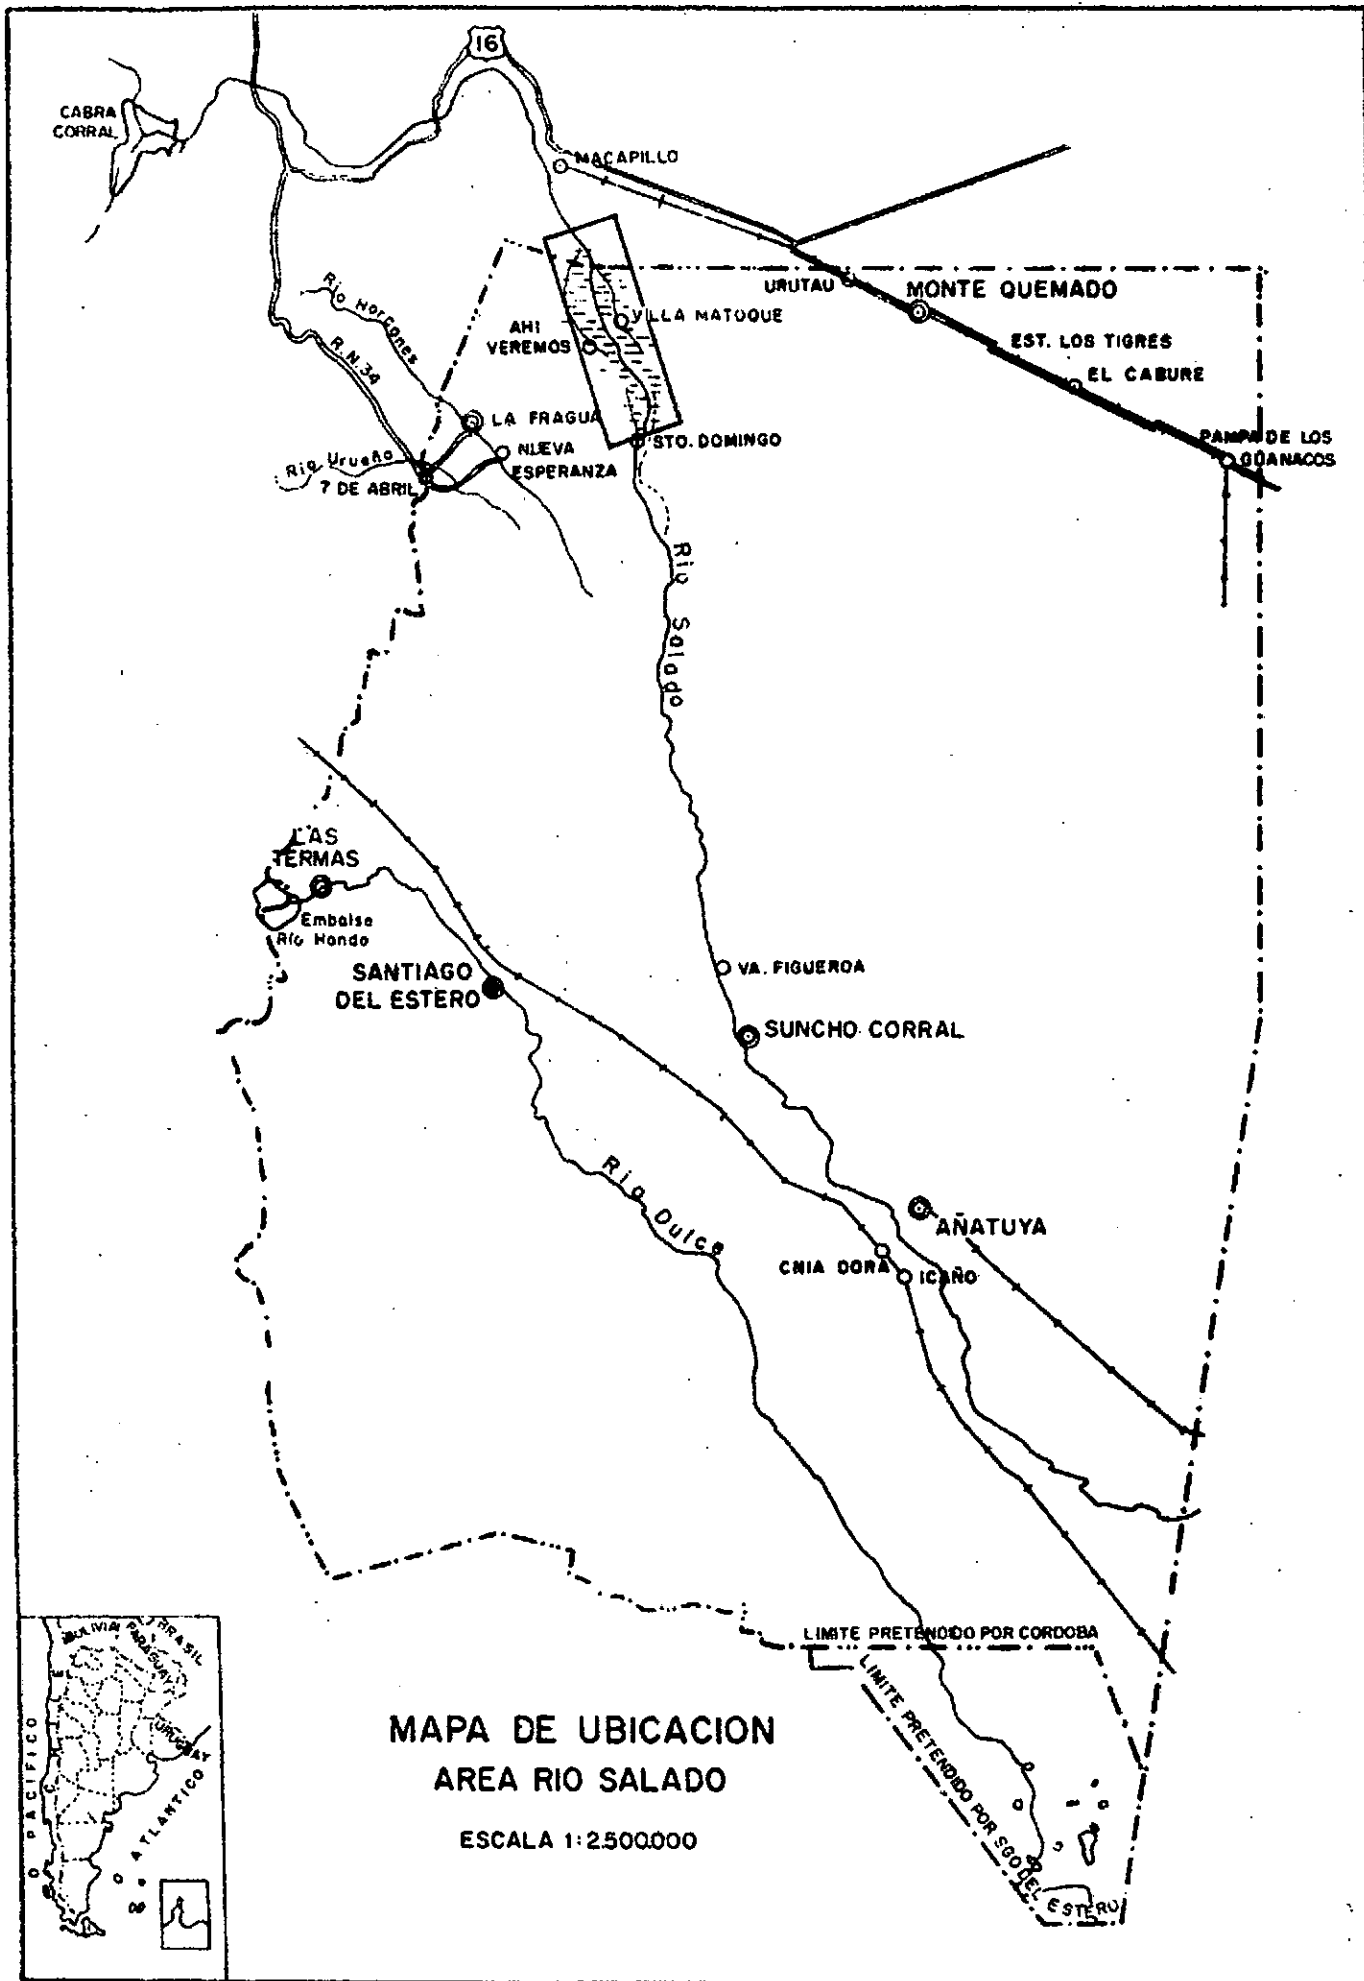 16
CABRA
CORRAL
MACAPILLO
URUTAU
MONTE QUEMADO
Rio Horcones
AHI
VEREMOS
VILLA MATOQUE
R.N.34
EST. LOS TIGRES
EL CABURE
LA FRAGUA
STO. DOMINGO
PAMPA DE LOS
GUANACOS
NUEVA
ESPERANZA
Rio Urueño
7 DE ABRIL
Rio Salado
LAS
TERMAS
Embalse
Río Hondo
SANTIAGO
DEL ESTERO
VA. FIGUEROA
SUNCHO CORRAL
Rio Dulce
AÑATUYA
CNIA DORA
ICAÑO
LIMITE PRETENDIDO POR CORDOBA
LIMITE PRETENDIDO POR SGO DEL ESTERO
BOLIVIA
PARAGUAY
BRASIL
URUGUAY
CHILE
O PACIFICO
O ATLANTICO
MAPA DE UBICACION
AREA RIO SALADO
ESCALA 1:2.500.000